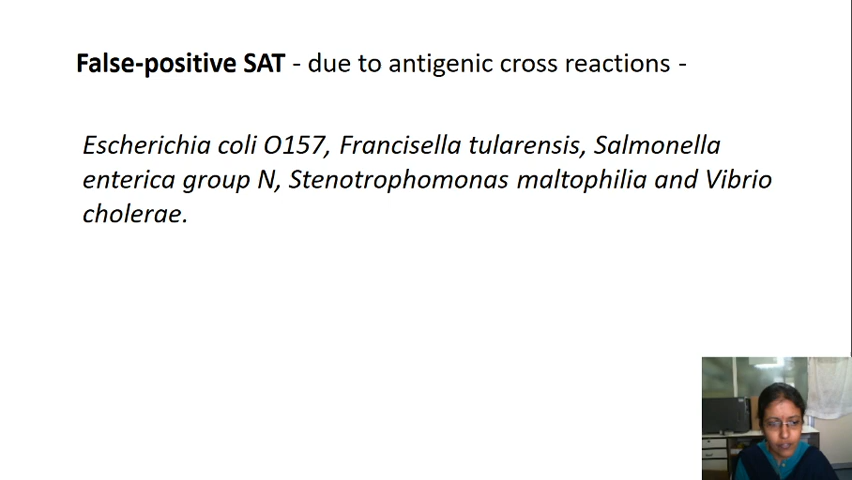 False-positive SAT - due to antigenic cross reactions -
Escherichia coli O157, Francisella tularensis, Salmonella
enterica group N, Stenotrophomonas maltophilia and Vibrio
cholerae.